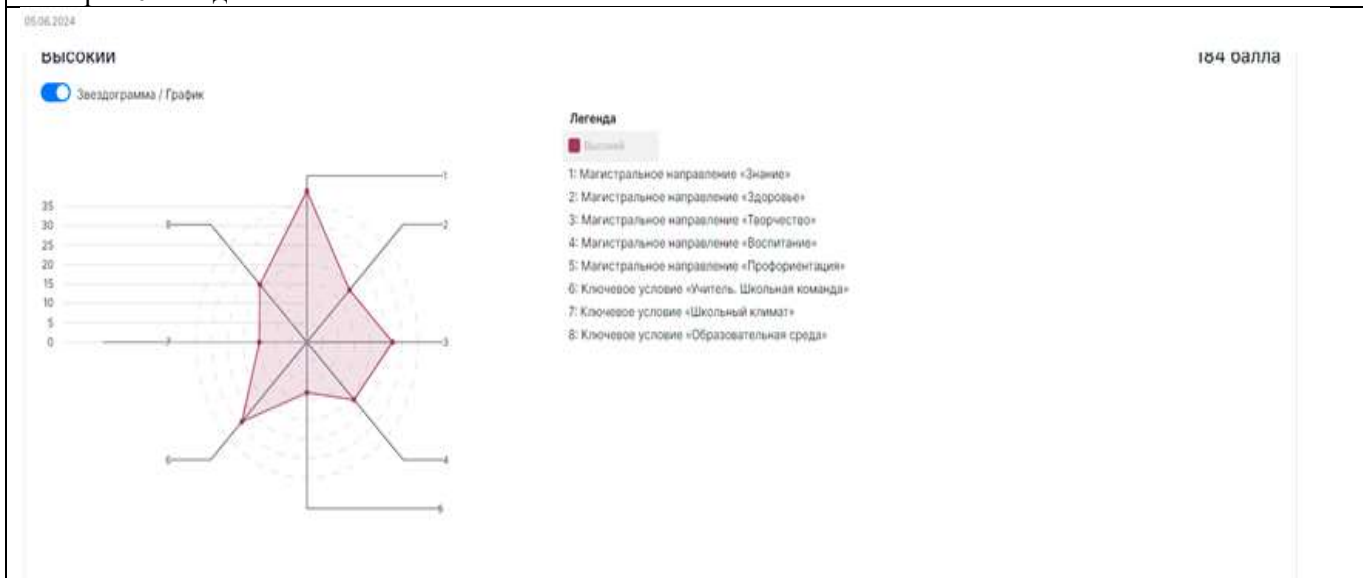 05.06.2024
Высокий
184 балла
Звездограмма / График
Легенда
Высокий
1: Магистральное направление «Знание»
2: Магистральное направление «Здоровье»
3: Магистральное направление «Творчество»
4: Магистральное направление «Воспитание»
5: Магистральное направление «Профориентация»
6: Ключевое условие «Учитель. Школьная команда»
7: Ключевое условие «Школьный климат»
8: Ключевое условие «Образовательная среда»
35
30
25
20
15
10
5
0
1
8
2
7
3
6
4
5